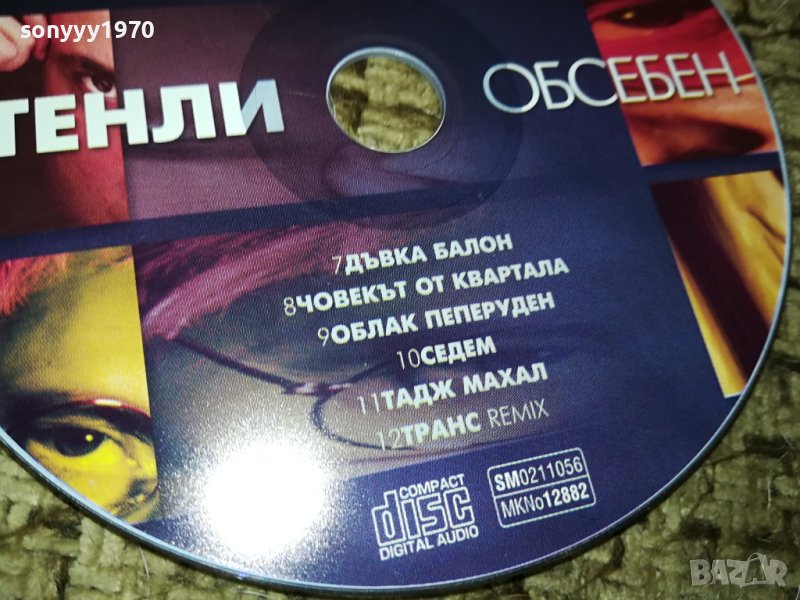 sonyyy1970
ТЕНЛИ
ОБСЕБЕН
7ДЪВКА БАЛОН
8ЧОВЕКЪТ ОТ КВАРТАЛА
9ОБЛАК ПЕПЕРУДЕН
10СЕДЕМ
11ТАДЖ МАХАЛ
12ТРАНС REMIX
COMPACT
disc
DIGITAL AUDIO
SM0211056
MKNo12882
BAZAR